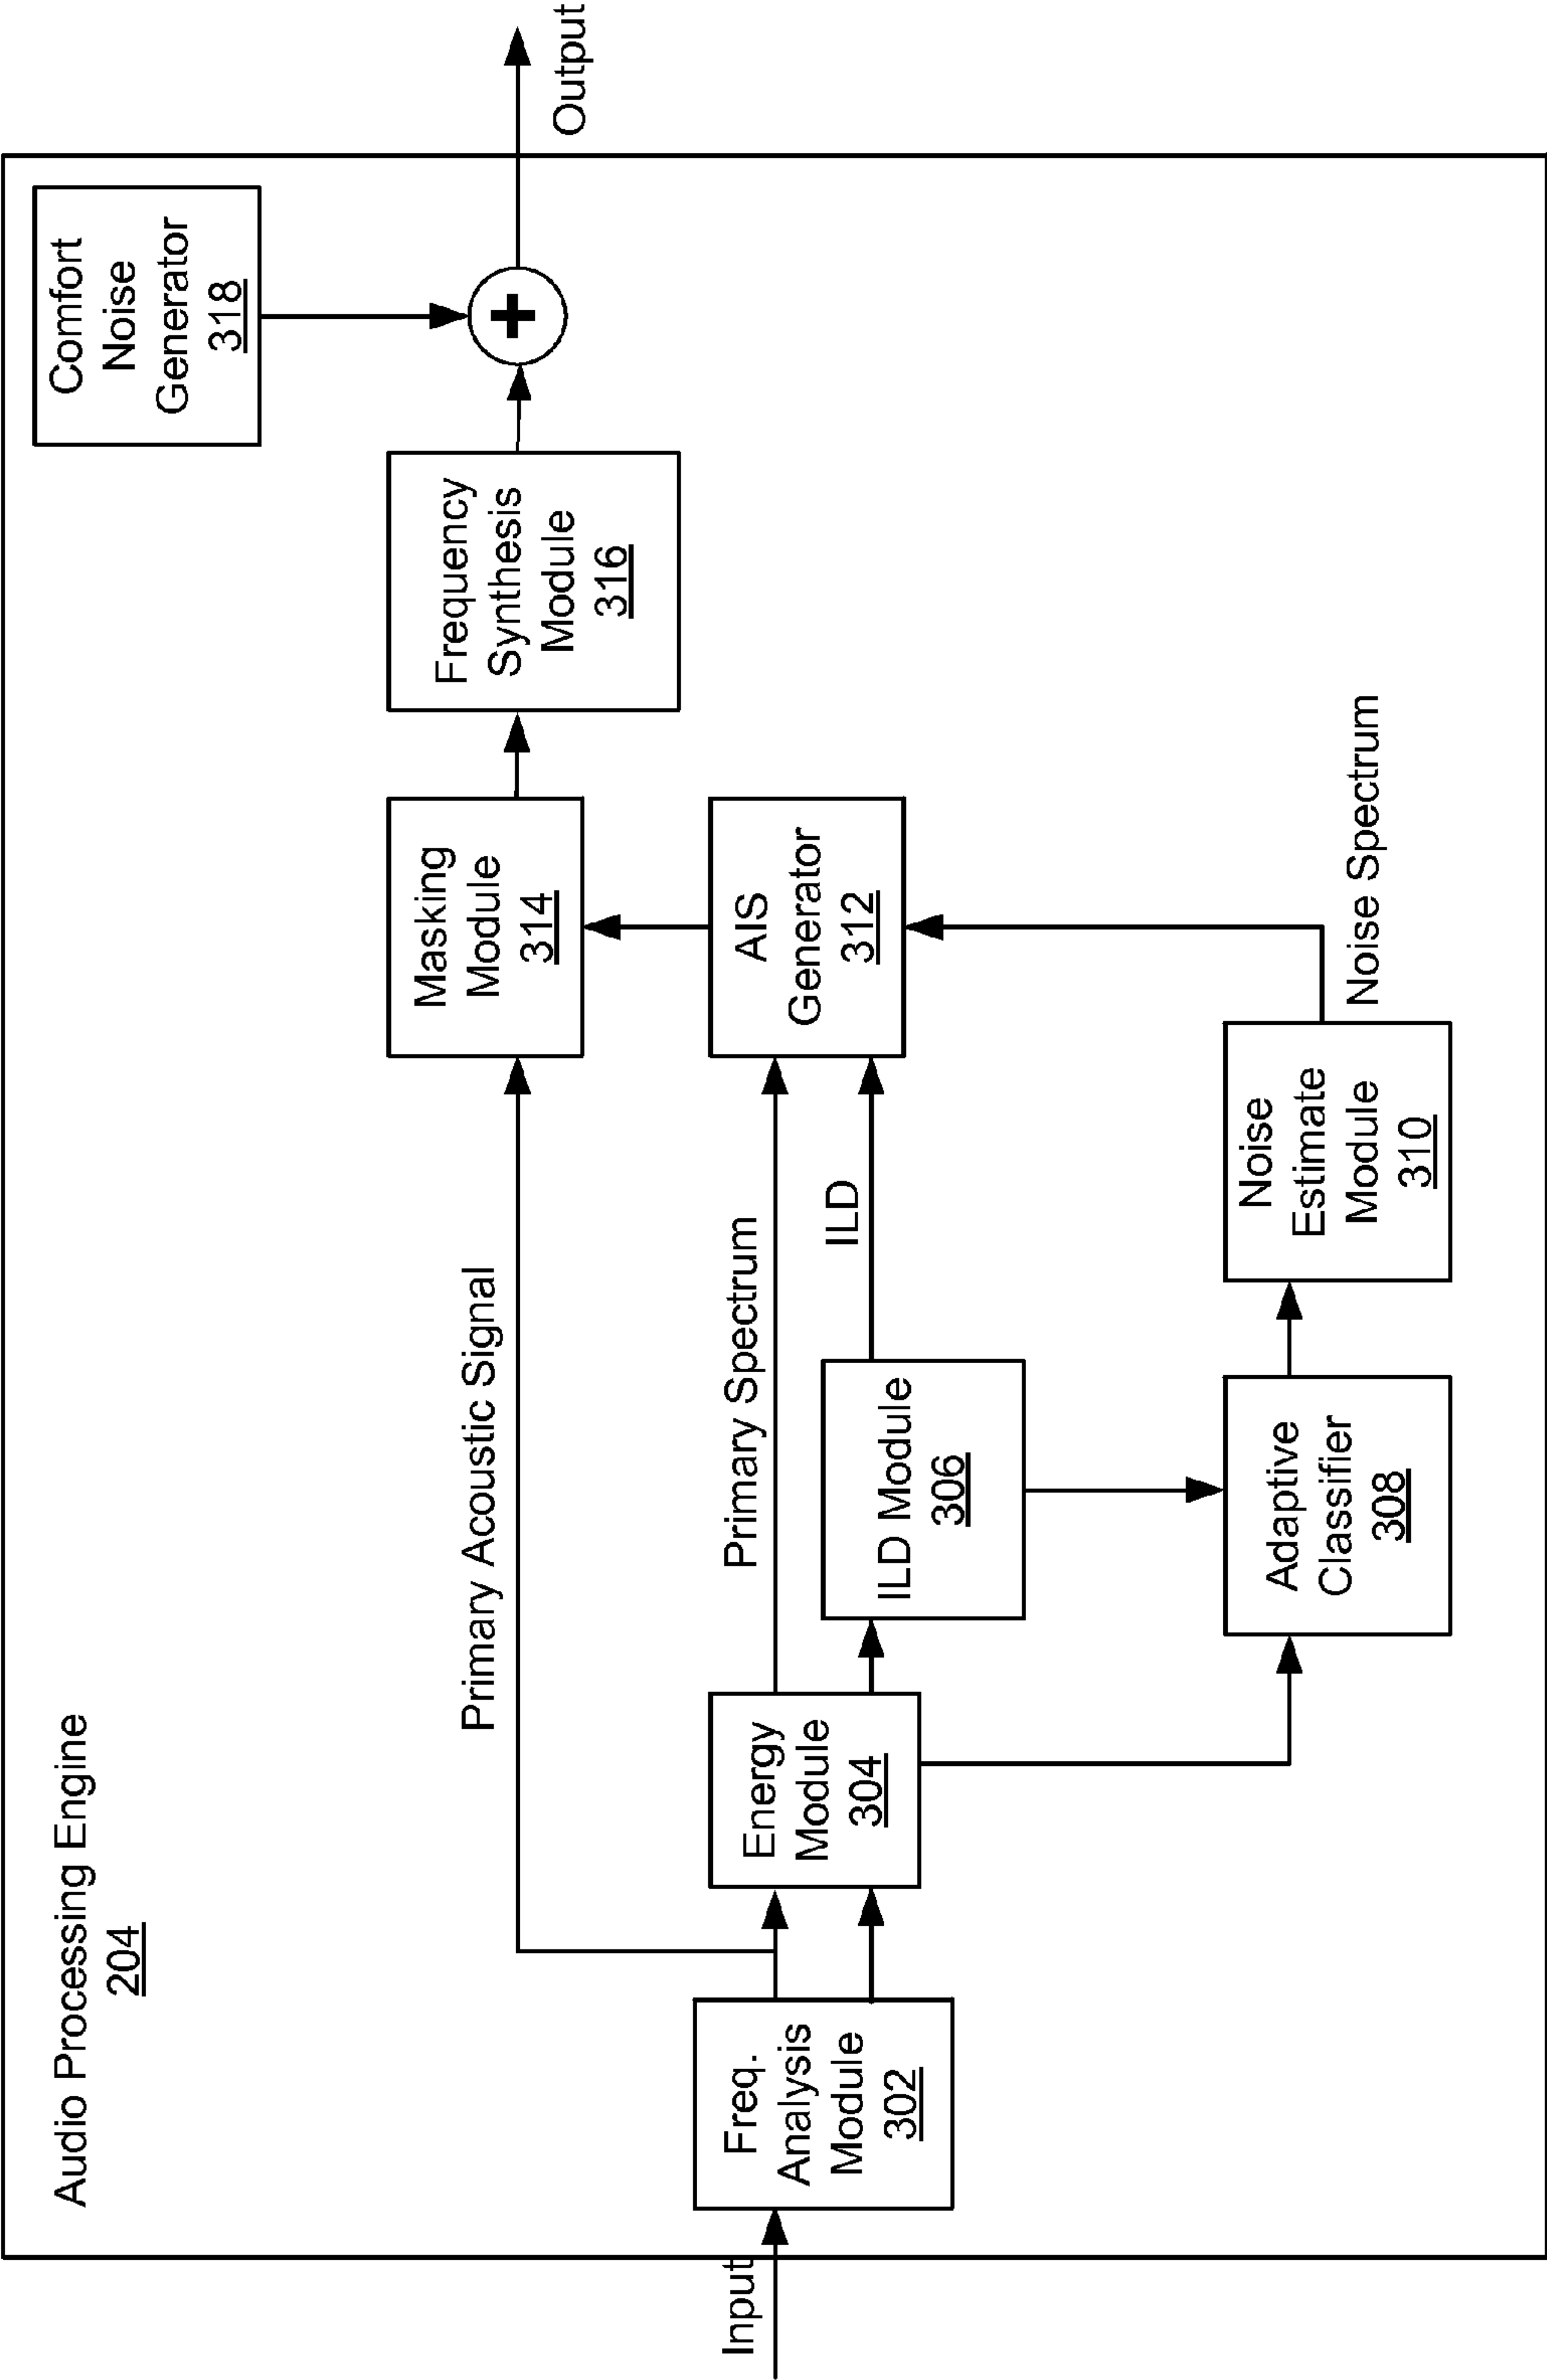 Audio Processing Engine
204
Input
Freq.
Analysis
Module
302
Energy
Module
304
Primary Acoustic Signal
Primary Spectrum
ILD
ILD Module
306
Adaptive
Classifier
308
Noise
Estimate
Module
310
Noise Spectrum
AIS
Generator
312
Masking
Module
314
Frequency
Synthesis
Module
316
Comfort
Noise
Generator
318
+
Output